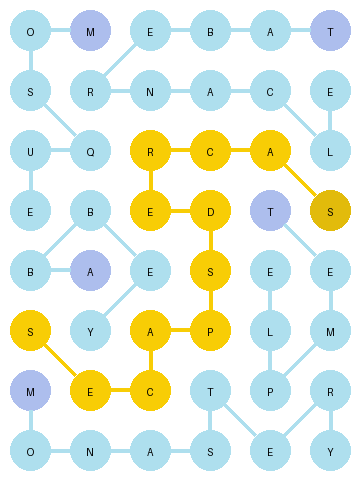 O M E B A T
S R N A C E
U Q R C A L
E B E D T S
B A E S E E
S Y A P L M
M E C T P R
O N A S E Y